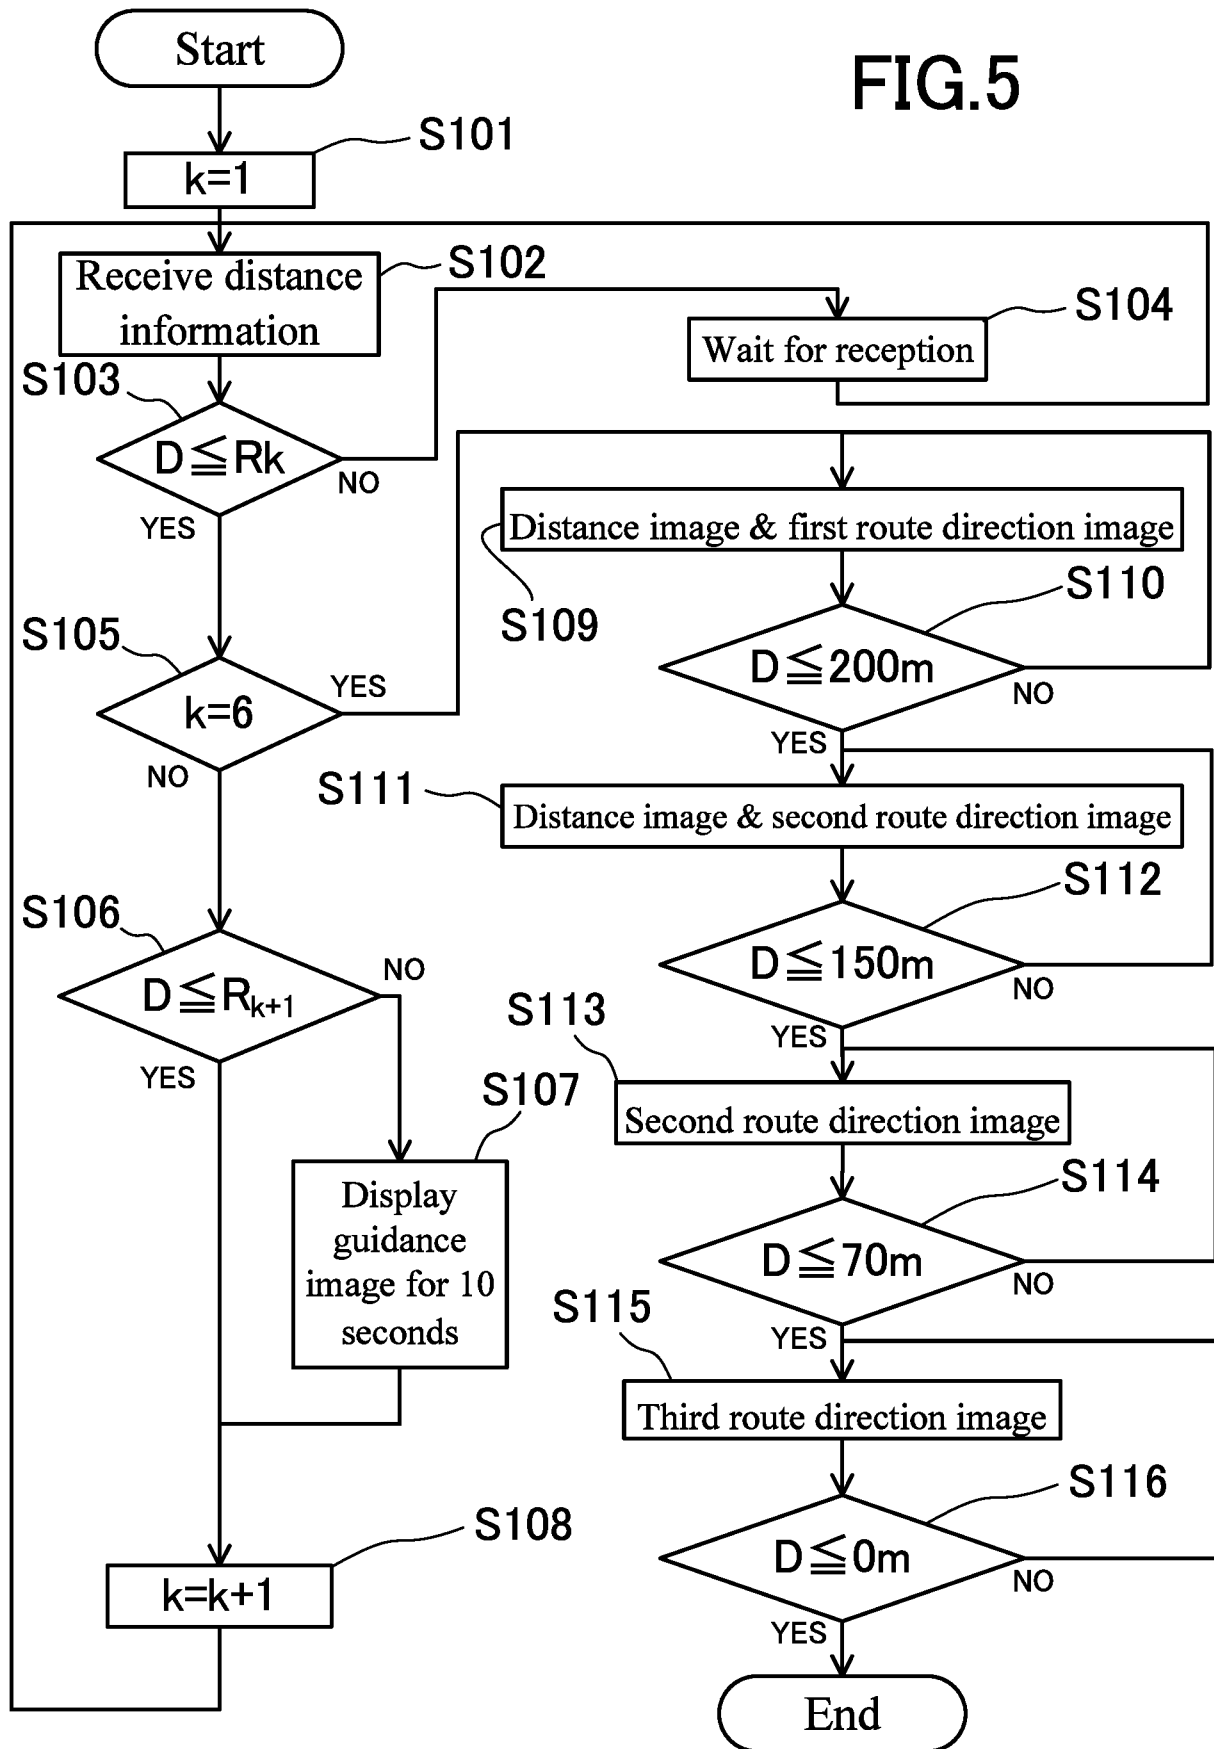 Start
FIG.5
S101
k=1
S102
Receive distance
information
S104
Wait for reception
S103
D≦Rk
NO
YES
S105
k=6
YES
NO
S106
D≦Rk+1
NO
YES
S107
Display
guidance
image for 10
seconds
S108
k=k+1
Distance image & first route direction image
S109
S110
D≦200m
NO
YES
S111
Distance image & second route direction image
S112
D≦150m
NO
YES
S113
Second route direction image
S114
D≦70m
NO
YES
S115
Third route direction image
S116
D≦0m
NO
YES
End